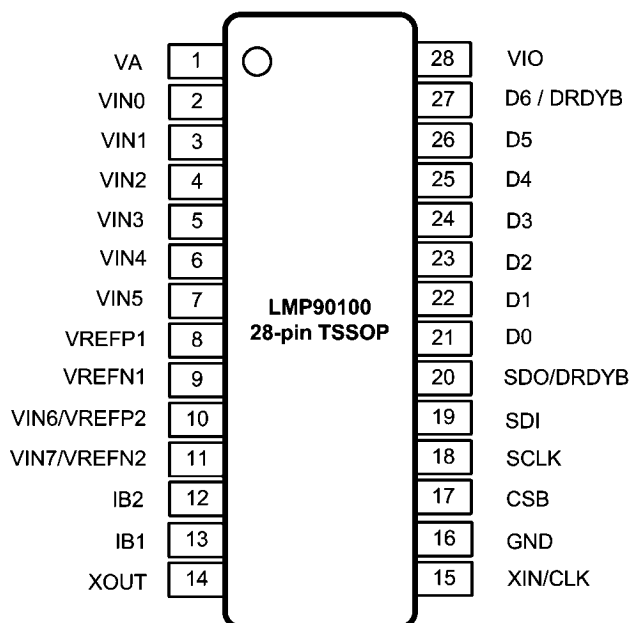 VA 1 28 VIO
VIN0 2 27 D6 / DRDYB
VIN1 3 26 D5
VIN2 4 25 D4
VIN3 5 24 D3
VIN4 6 23 D2
VIN5 7 22 D1
LMP90100
28-pin TSSOP
VREFP1 8 21 D0
VREFN1 9 20 SDO/DRDYB
VIN6/VREFP2 10 19 SDI
VIN7/VREFN2 11 18 SCLK
IB2 12 17 CSB
IB1 13 16 GND
XOUT 14 15 XIN/CLK